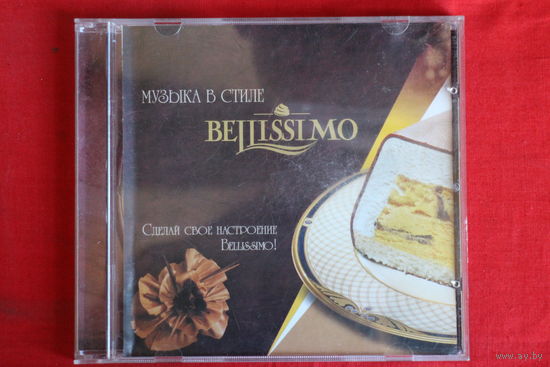 МУЗЫКА В СТИЛЕ
BELLISSIMO
СДЕЛАЙ СВОЕ НАСТРОЕНИЕ
BELLISSIMO!
www.ay.by